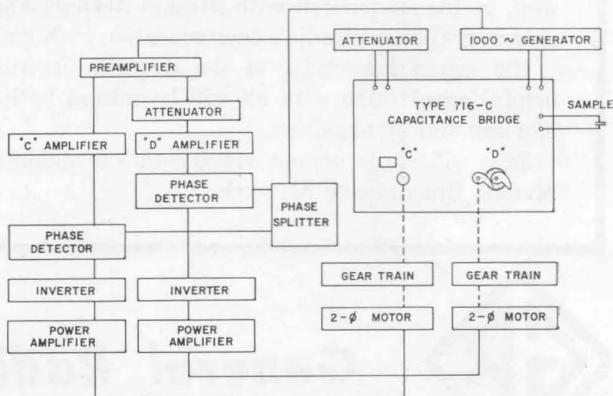 ATTENUATOR
1000 ~ GENERATOR
PREAMPLIFIER
ATTENUATOR
TYPE 716-C
CAPACITANCE BRIDGE
SAMPLE
"C" AMPLIFIER
"D" AMPLIFIER
"C"
"D"
PHASE
DETECTOR
PHASE
SPLITTER
PHASE
DETECTOR
GEAR TRAIN
GEAR TRAIN
INVERTER
INVERTER
2-ø MOTOR
2-ø MOTOR
POWER
AMPLIFIER
POWER
AMPLIFIER